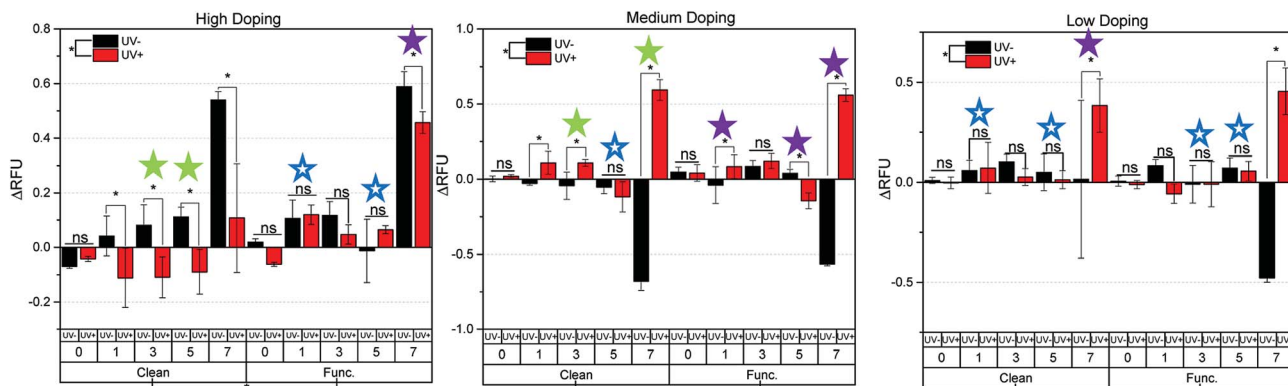 High Doping
Medium Doping
Low Doping
0.8
0.6
0.4
0.2
0.0
-0.2
ΔRFU
* UV-
UV+
ns
*
*
*
*
ns
ns
ns
ns
*
UV- UV+ UV- UV+ UV- UV+ UV- UV+ UV- UV+ UV- UV+ UV- UV+ UV- UV+ UV- UV+ UV- UV+
0 1 3 5 7 0 1 3 5 7
Clean Func.
1.0
0.5
0.0
-0.5
-1.0
ΔRFU
* UV-
UV+
ns
*
*
ns
*
ns
*
ns
*
*
UV- UV+ UV- UV+ UV- UV+ UV- UV+ UV- UV+ UV- UV+ UV- UV+ UV- UV+ UV- UV+ UV- UV+
0 1 3 5 7 0 1 3 5 7
Clean Func.
0.5
0.0
-0.5
ΔRFU
* UV-
UV+
ns
ns
*
ns
*
ns
*
ns
ns
*
UV- UV+ UV- UV+ UV- UV+ UV- UV+ UV- UV+ UV- UV+ UV- UV+ UV- UV+ UV- UV+ UV- UV+
0 1 3 5 7 0 1 3 5 7
Clean Func.